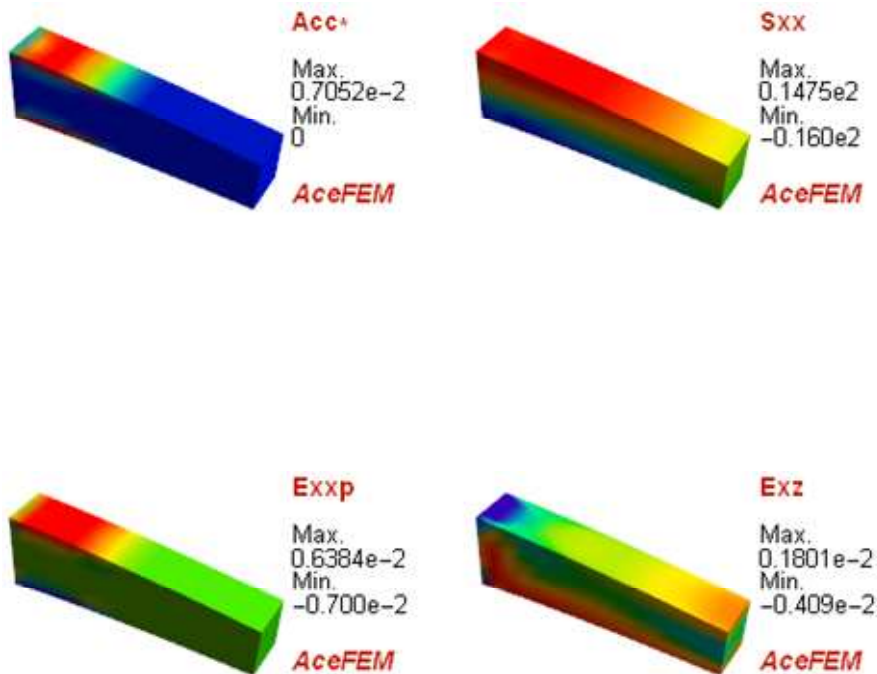 Acc*
Max.
0.7052e-2
Min.
0
AceFEM
Sxx
Max.
0.1475e2
Min.
-0.160e2
AceFEM
Exxp
Max.
0.6384e-2
Min.
-0.700e-2
AceFEM
Exz
Max.
0.1801e-2
Min.
-0.409e-2
AceFEM